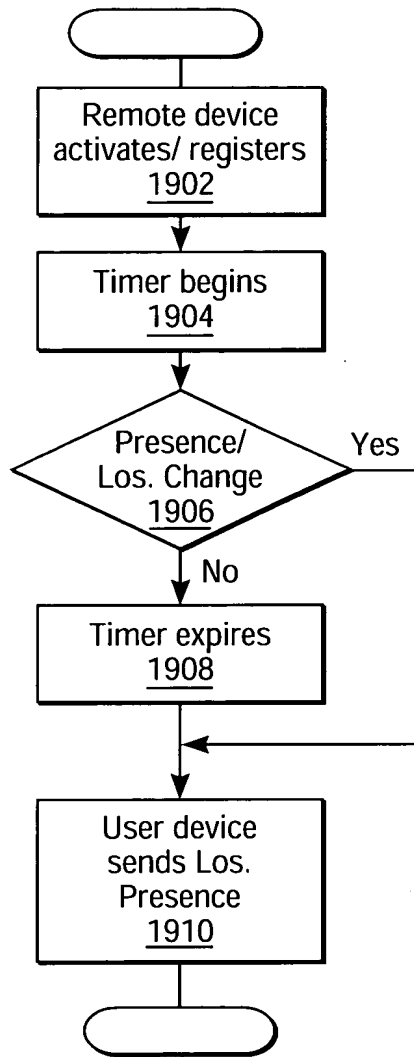 Remote device
activates/ registers
1902
Timer begins
1904
Presence/
Los. Change
1906
Yes
No
Timer expires
1908
User device
sends Los.
Presence
1910